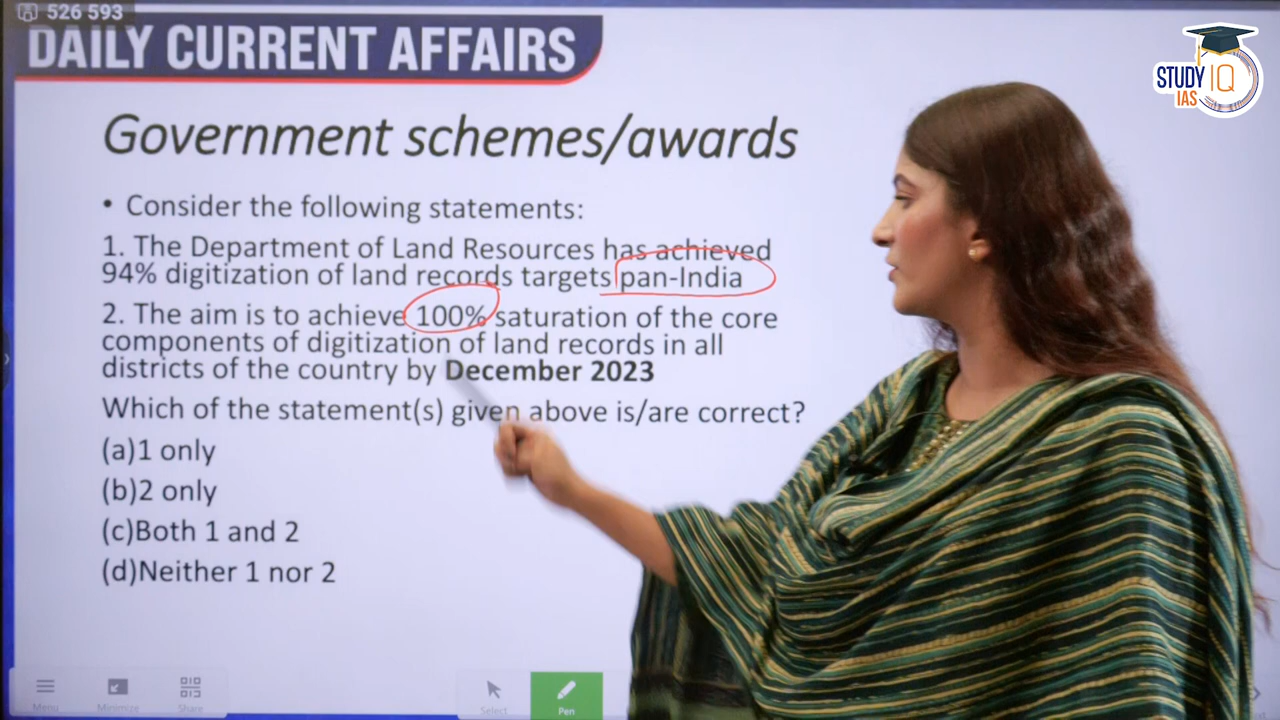 526 593
DAILY CURRENT AFFAIRS
STUDY IQ
IAS
Government schemes/awards
• Consider the following statements:
1. The Department of Land Resources has achieved
94% digitization of land records targets pan-India
2. The aim is to achieve 100% saturation of the core
components of digitization of land records in all
districts of the country by December 2023
Which of the statement(s) given above is/are correct?
(a)1 only
(b)2 only
(c)Both 1 and 2
(d)Neither 1 nor 2
Menu
Minimize
Share
Select
Pen